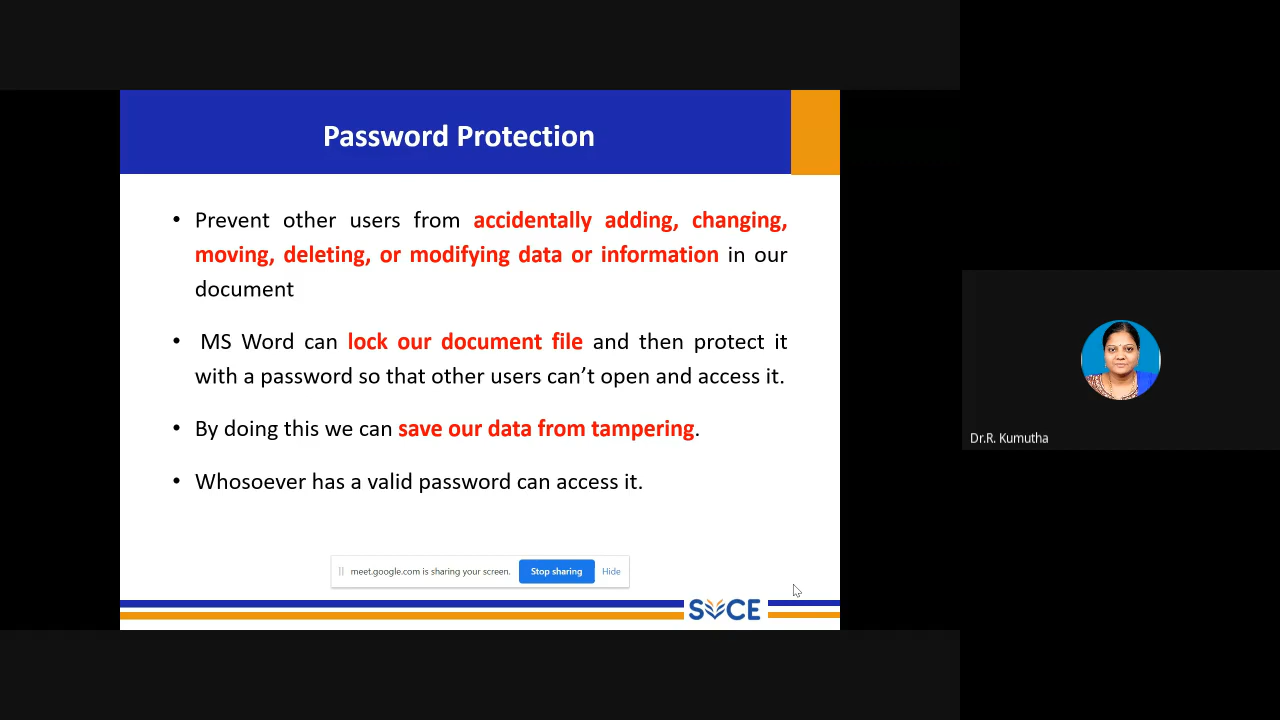 Password Protection
• Prevent other users from accidentally adding, changing,
moving, deleting, or modifying data or information in our
document
• MS Word can lock our document file and then protect it
with a password so that other users can’t open and access it.
• By doing this we can save our data from tampering.
• Whosoever has a valid password can access it.
meet.google.com is sharing your screen. Stop sharing Hide
SVCE
Dr.R. Kumutha